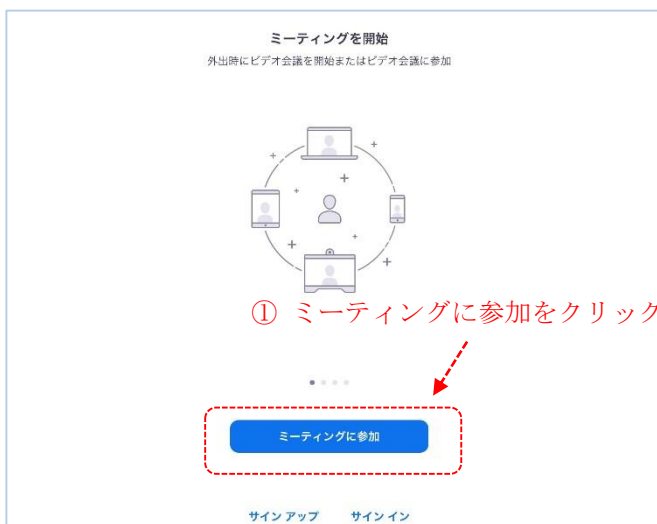 ミーティングを開始
外出時にビデオ会議を開始またはビデオ会議に参加
① ミーティングに参加をクリック
ミーティングに参加
サイン アップ サイン イン